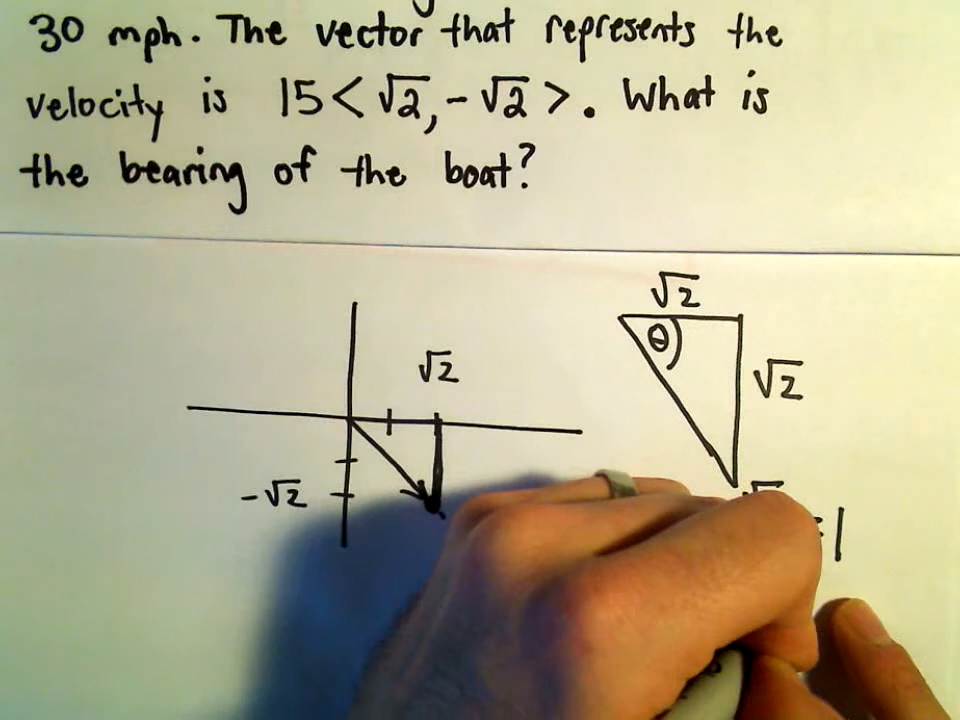 30 mph. The vector that represents the
velocity is 15<√2, -√2>. What is
the bearing of the boat?
√2
√2
θ
√2
-√2
=1